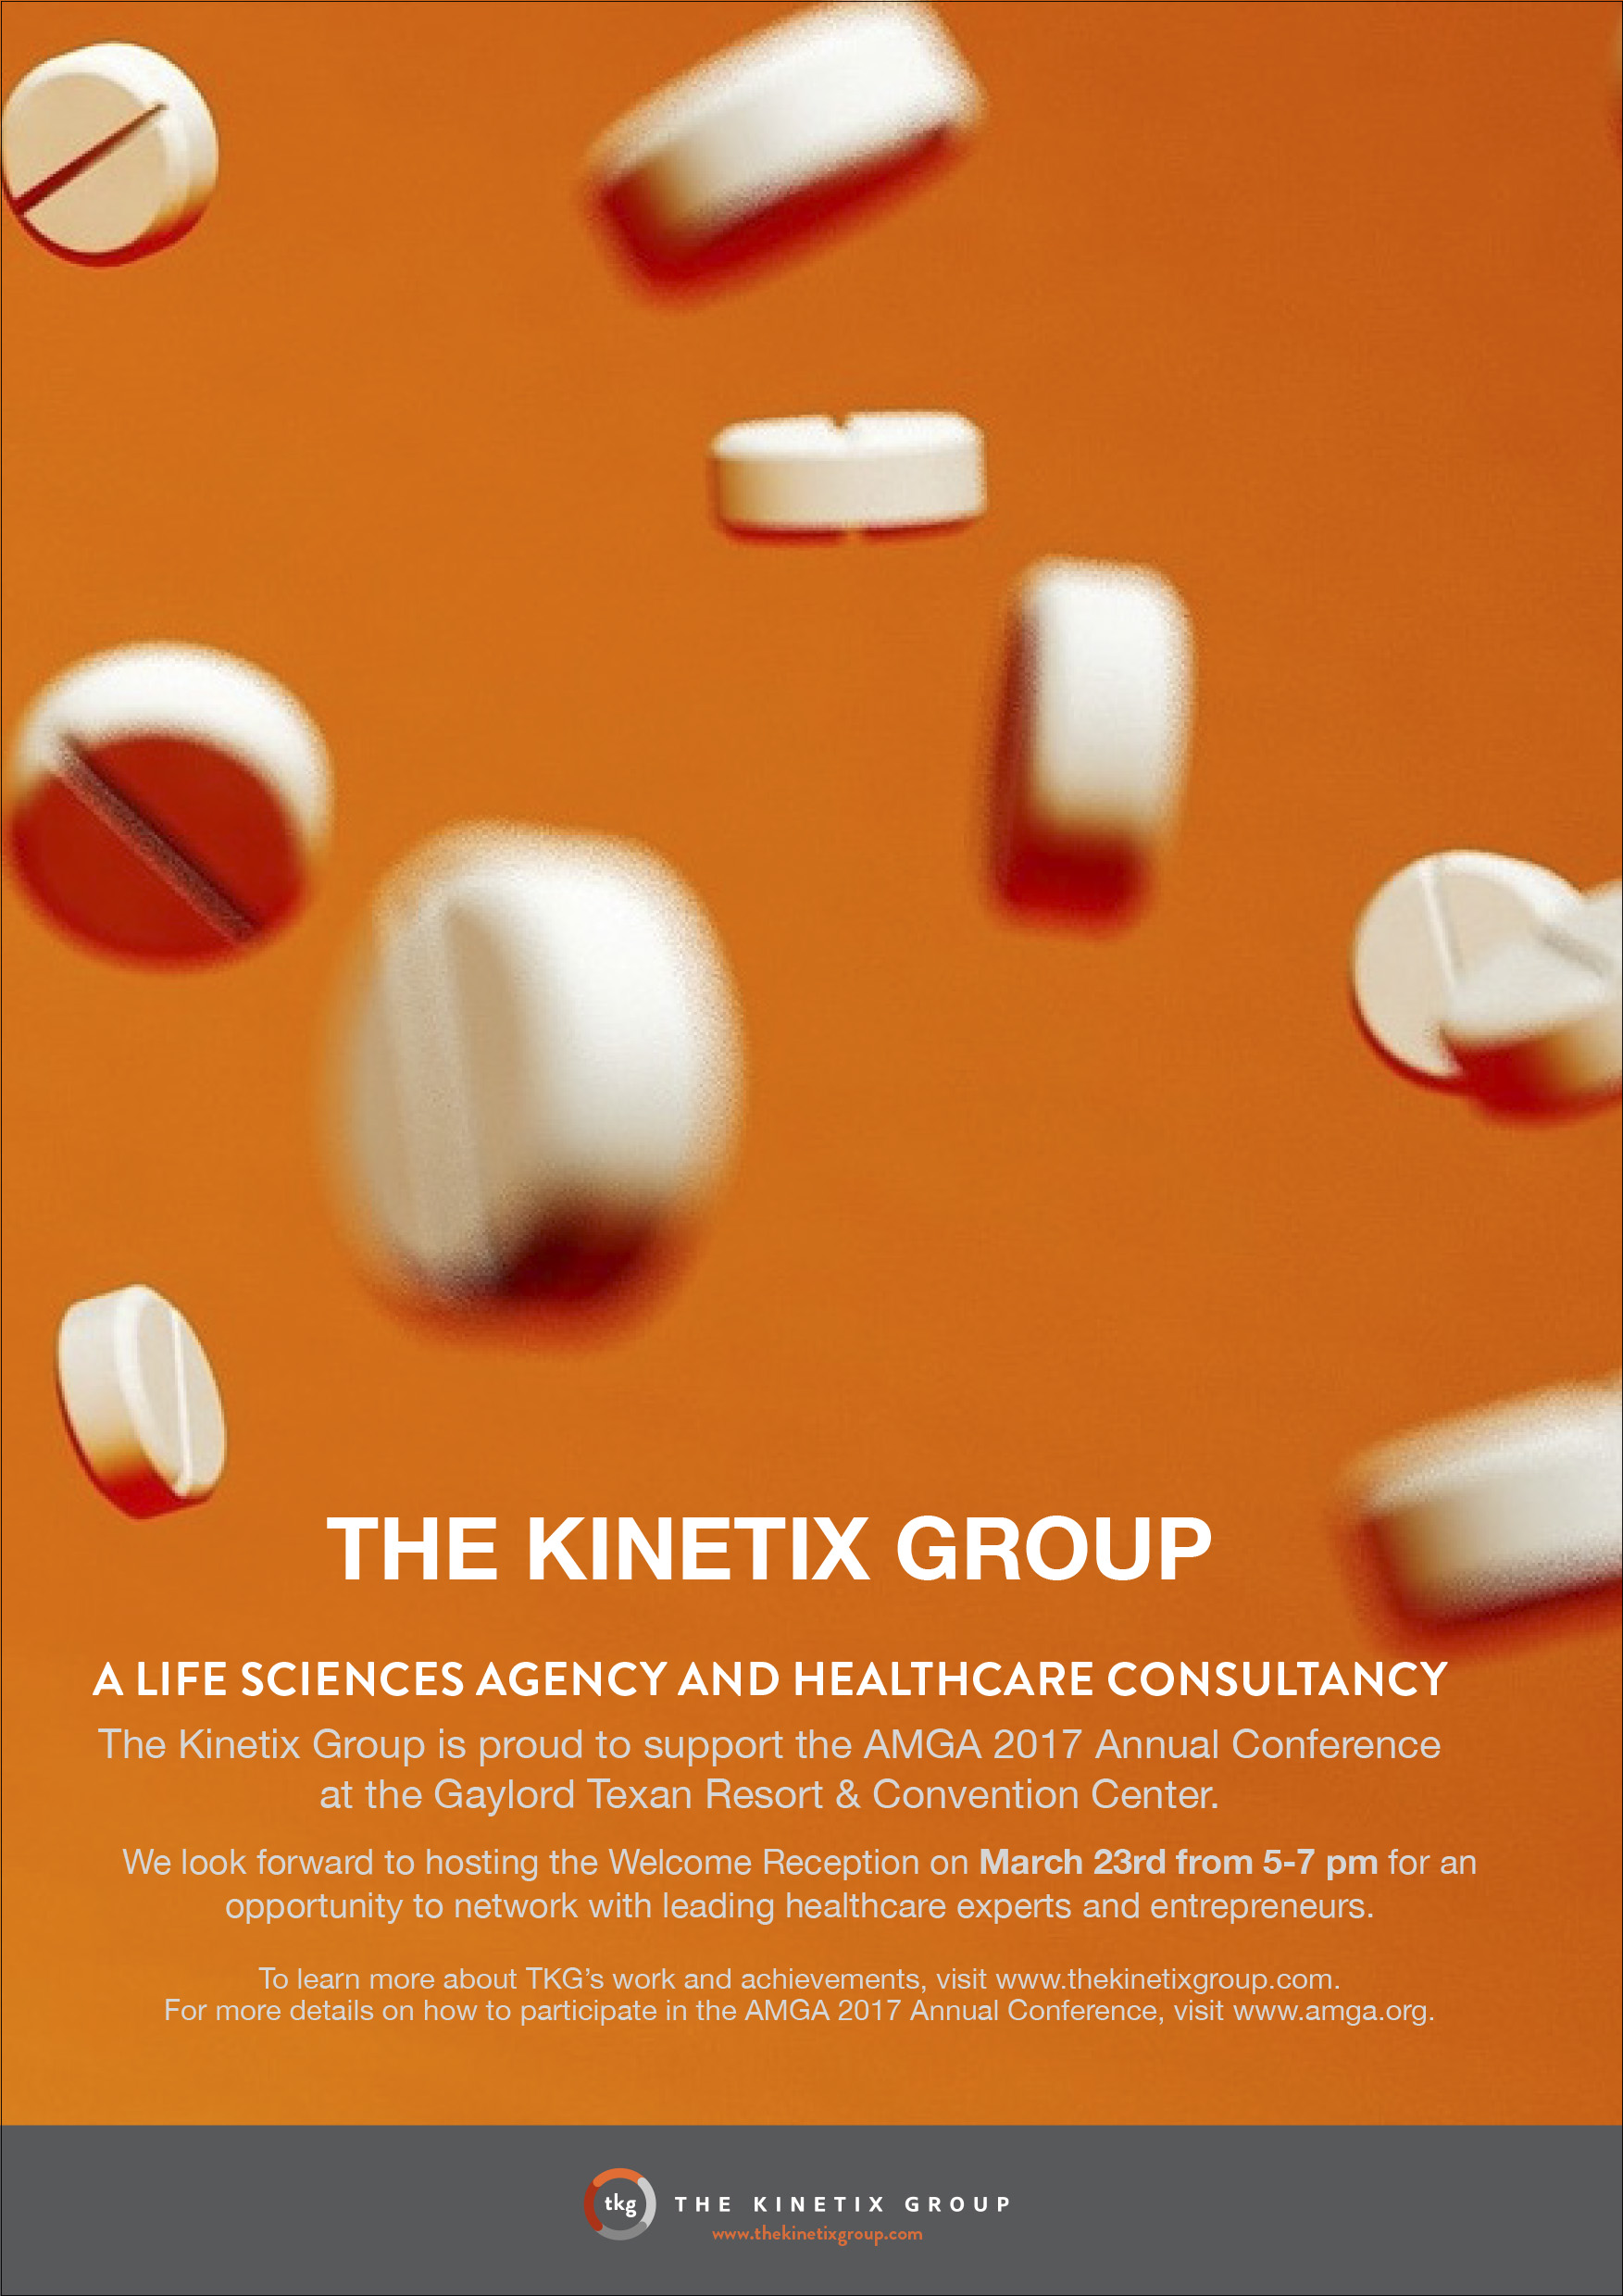 THE KINETIX GROUP
A LIFE SCIENCES AGENCY AND HEALTHCARE CONSULTANCY
The Kinetix Group is proud to support the AMGA 2017 Annual Conference
at the Gaylord Texan Resort & Convention Center.
We look forward to hosting the Welcome Reception on March 23rd from 5-7 pm for an
opportunity to network with leading healthcare experts and entrepreneurs.
To learn more about TKG’s work and achievements, visit www.thekinetixgroup.com.
For more details on how to participate in the AMGA 2017 Annual Conference, visit www.amga.org.
tkg THE KINETIX GROUP
www.thekinetixgroup.com